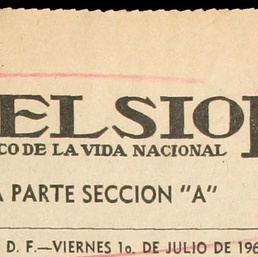 ELSIO
CO DE LA VIDA NACIONAL
A PARTE SECCION "A"
D. F.—VIERNES 1o. DE JULIO DE 196